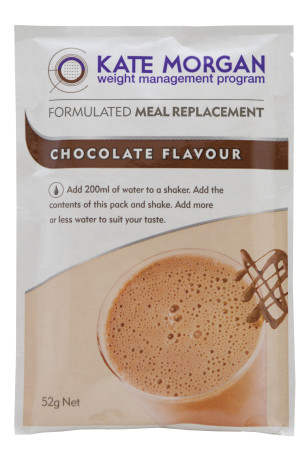 KATE MORGAN
weight management program
FORMULATED MEAL REPLACEMENT
CHOCOLATE FLAVOUR
Add 200ml of water to a shaker. Add the
contents of this pack and shake. Add more
or less water to suit your taste.
52g Net